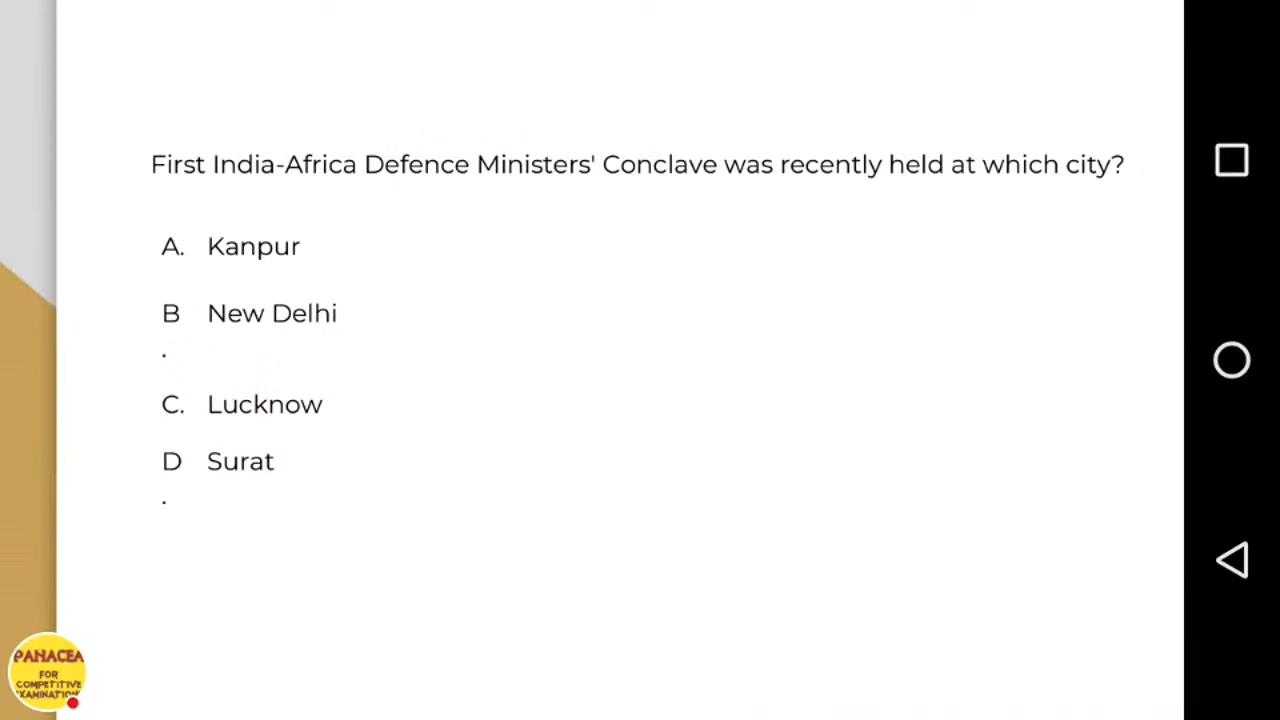 First India-Africa Defence Ministers' Conclave was recently held at which city?
A. Kanpur
B New Delhi
.
C. Lucknow
D Surat
.
PANACEA
FOR
COMPETITIVE
EXAMINATION